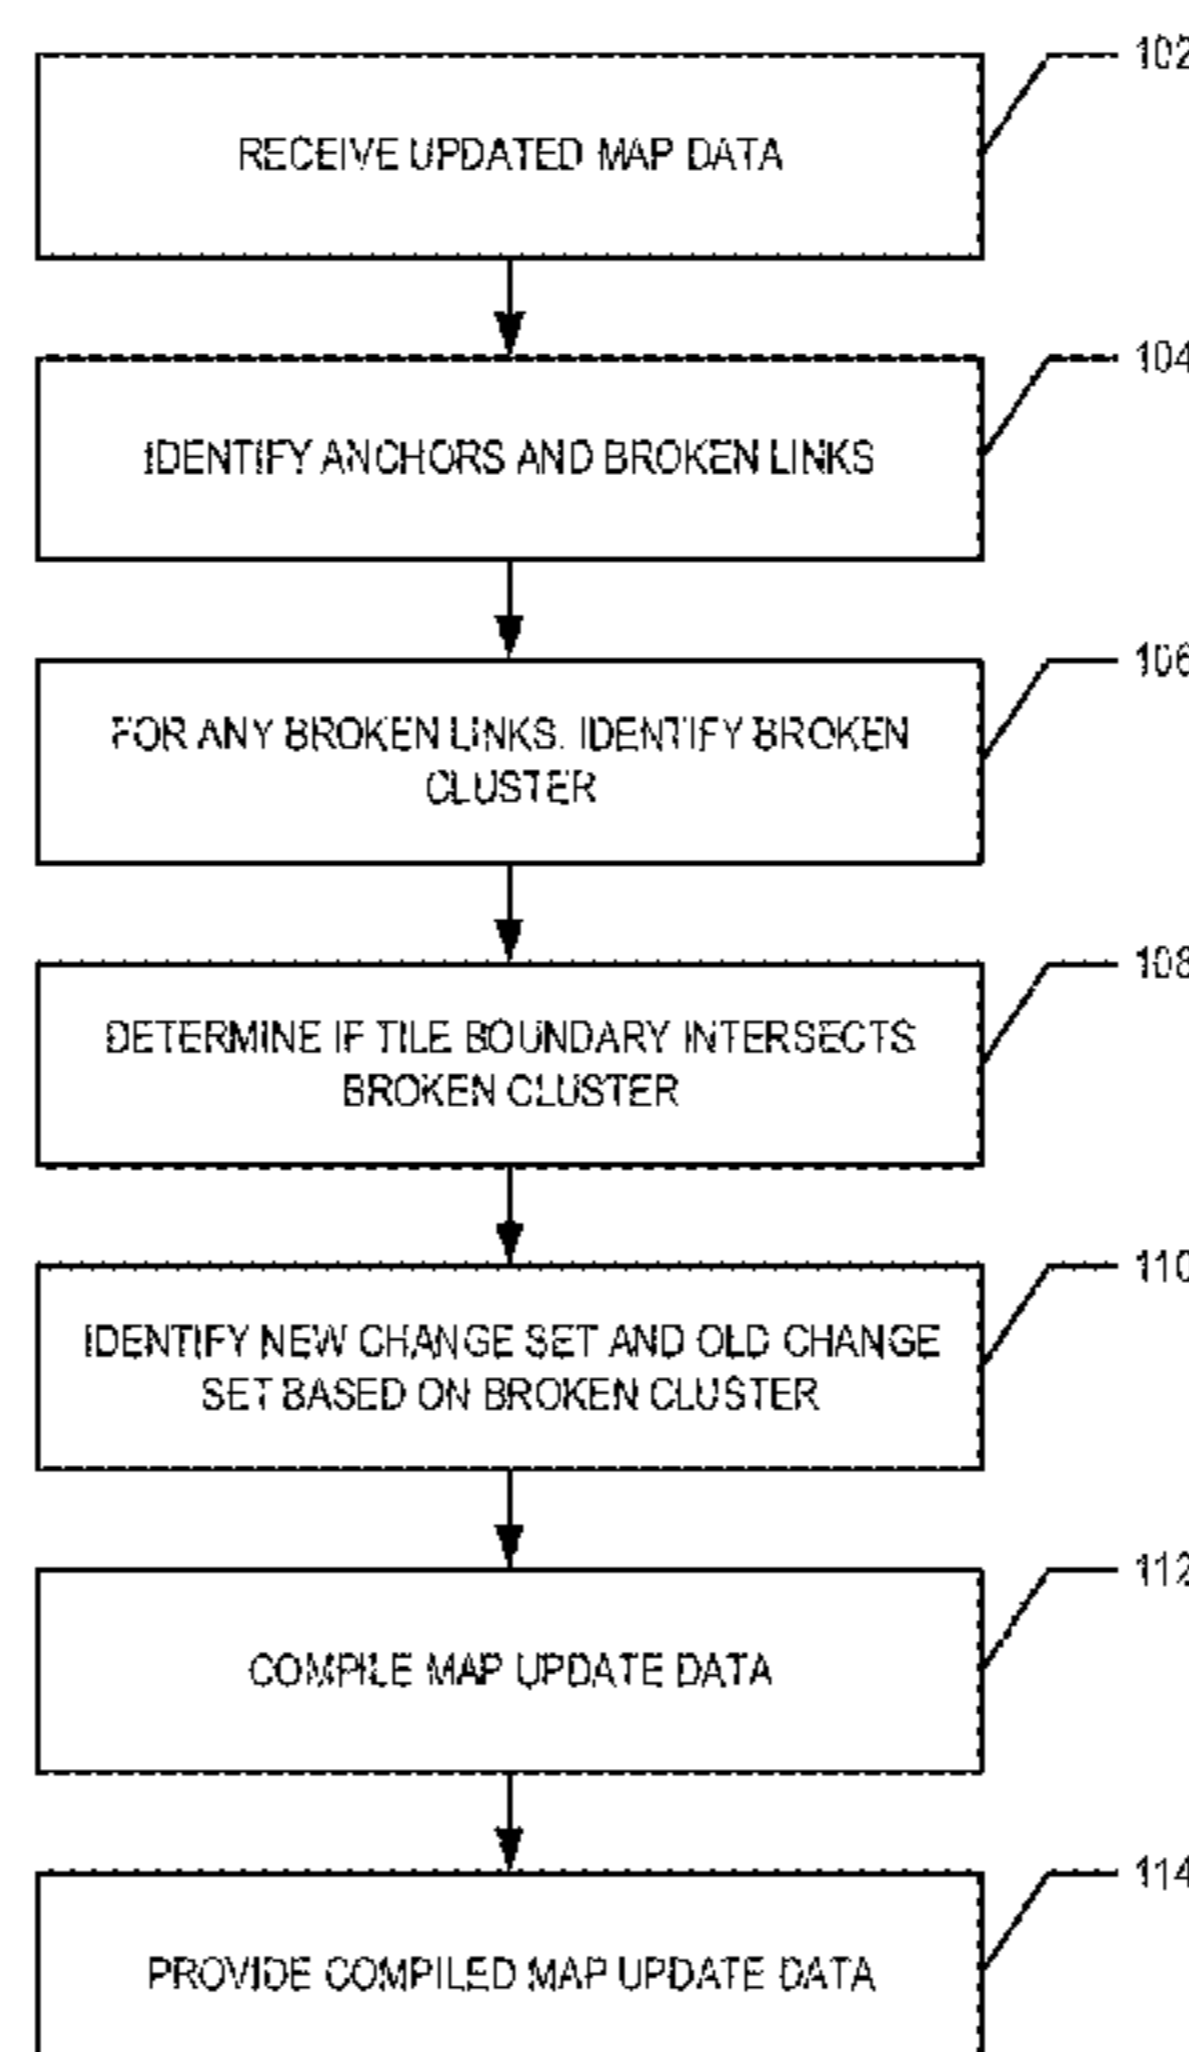 102
RECEIVE UPDATED MAP DATA
104
IDENTIFY ANCHORS AND BROKEN LINKS
106
FOR ANY BROKEN LINKS, IDENTIFY BROKEN
CLUSTER
108
DETERMINE IF TILE BOUNDARY INTERSECTS
BROKEN CLUSTER
110
IDENTIFY NEW CHANGE SET AND OLD CHANGE
SET BASED ON BROKEN CLUSTER
112
COMPILE MAP UPDATE DATA
114
PROVIDE COMPILED MAP UPDATE DATA